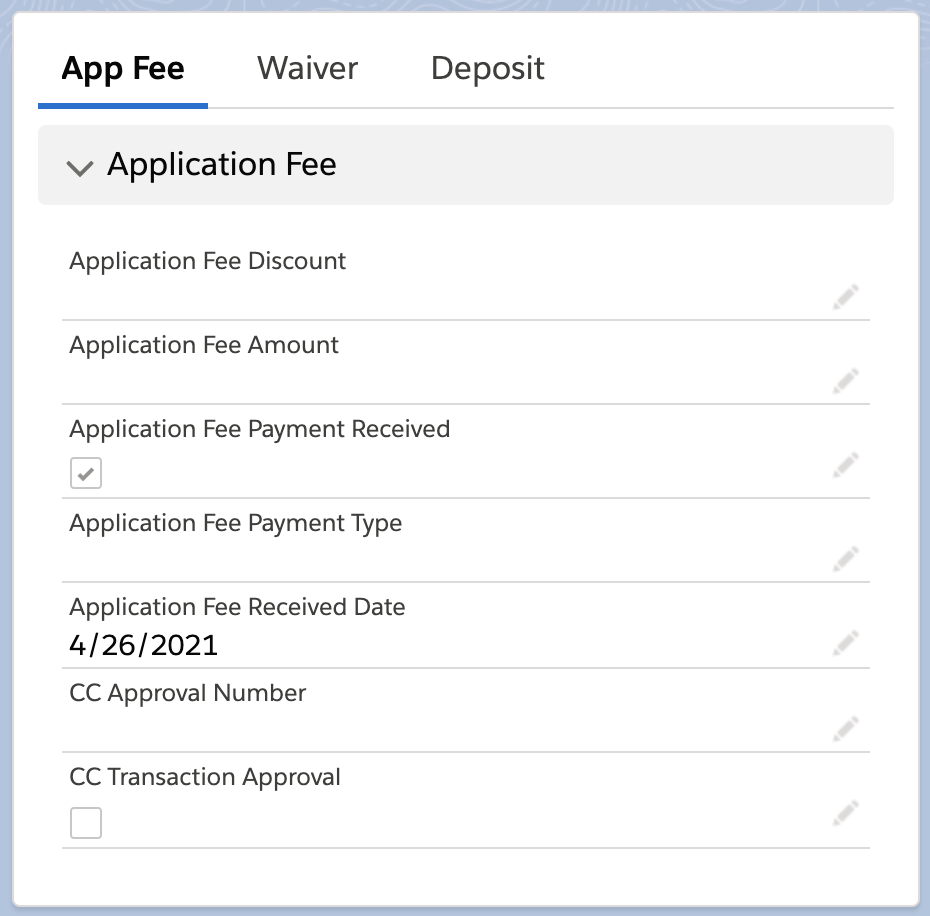 App Fee Waiver Deposit
Application Fee
Application Fee Discount
Application Fee Amount
Application Fee Payment Received
Application Fee Payment Type
Application Fee Received Date
4/26/2021
CC Approval Number
CC Transaction Approval